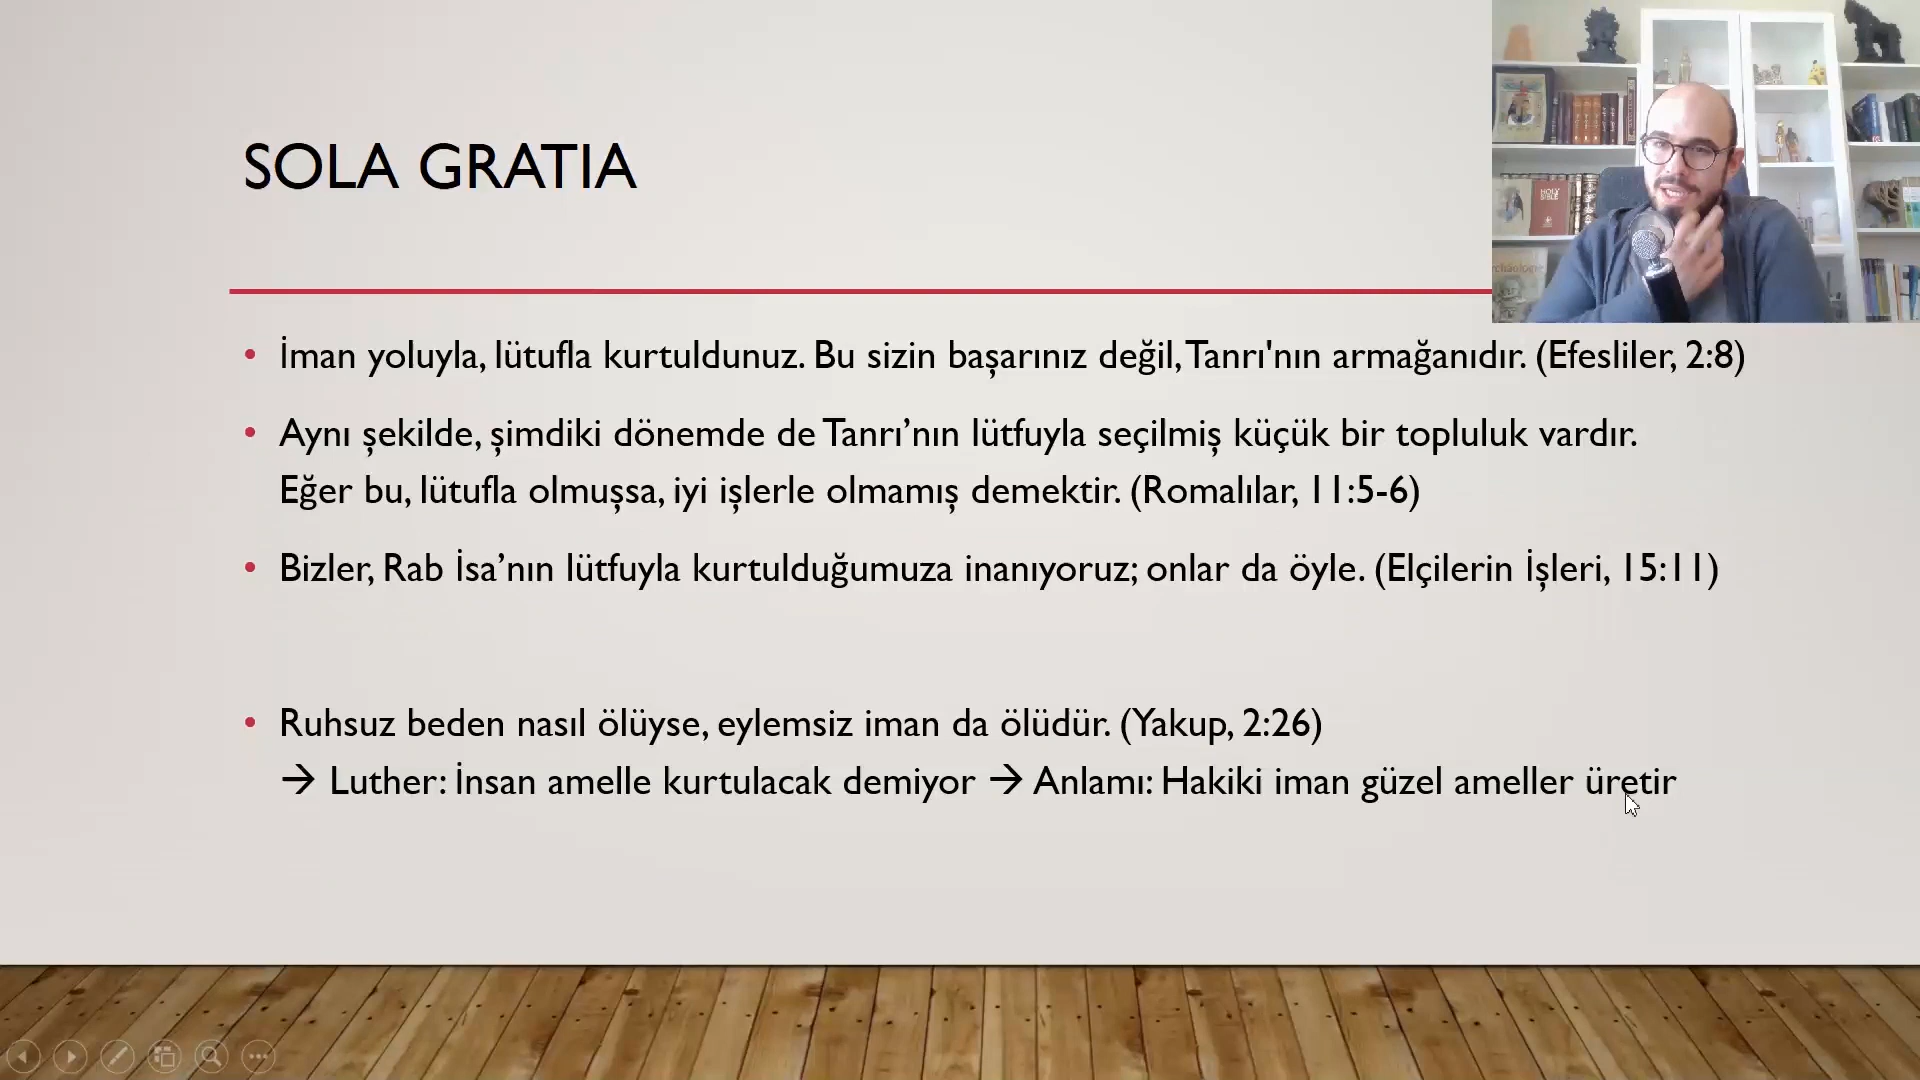 SOLA GRATIA
HOLY
BIBLE
• İman yoluyla, lütufla kurtuldunuz. Bu sizin başarınız değil, Tanrı'nın armağanıdır. (Efesliler, 2:8)
• Aynı şekilde, şimdiki dönemde de Tanrı’nın lütfuyla seçilmiş küçük bir topluluk vardır.
Eğer bu, lütufla olmuşsa, iyi işlerle olmamış demektir. (Romalılar, 11:5-6)
• Bizler, Rab İsa’nın lütfuyla kurtulduğumuza inanıyoruz; onlar da öyle. (Elçilerin İşleri, 15:11)
• Ruhsuz beden nasıl ölüyse, eylemsiz iman da ölüdür. (Yakup, 2:26)
→ Luther: İnsan amelle kurtulacak demiyor → Anlamı: Hakiki iman güzel ameller üretir